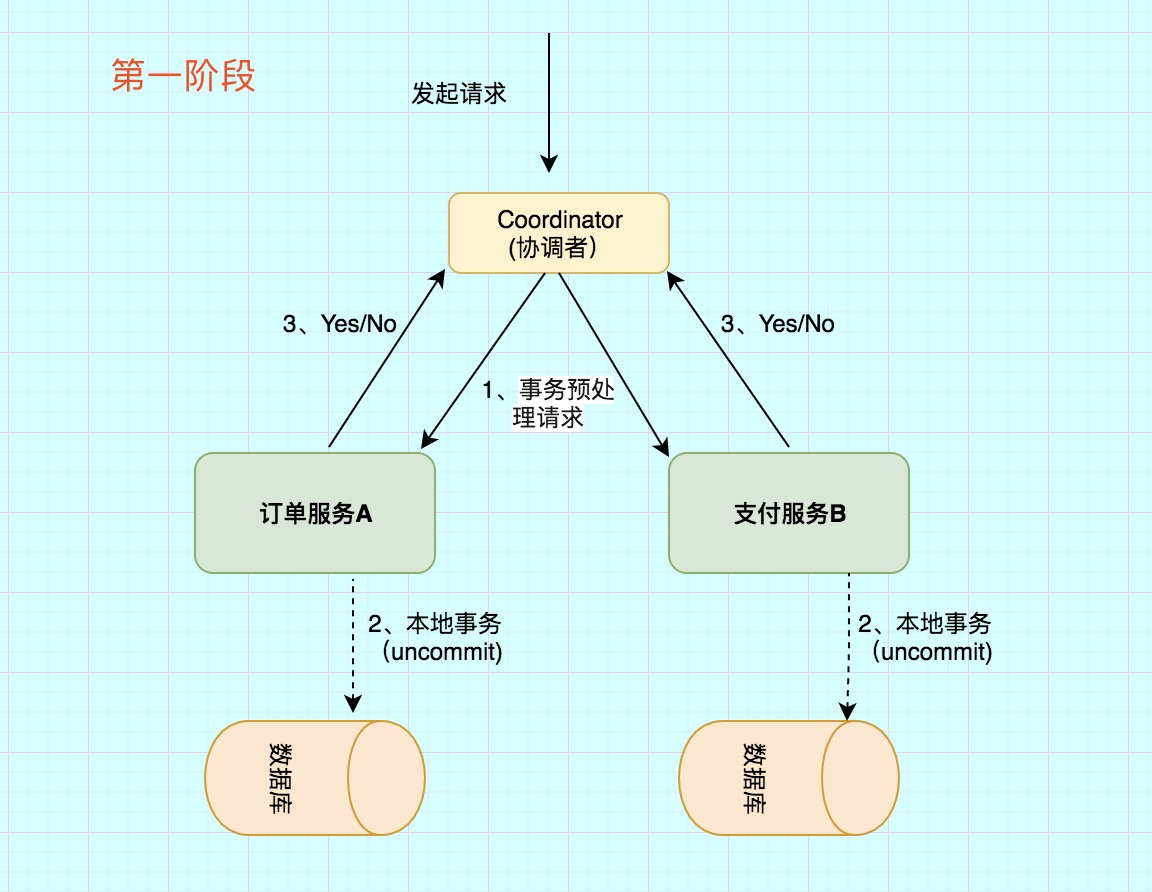 第一阶段
发起请求
Coordinator
(协调者）
3、Yes/No
3、Yes/No
1、事务预处
理请求
订单服务A
支付服务B
2、本地事务
（uncommit)
2、本地事务
（uncommit)
数据库
数据库